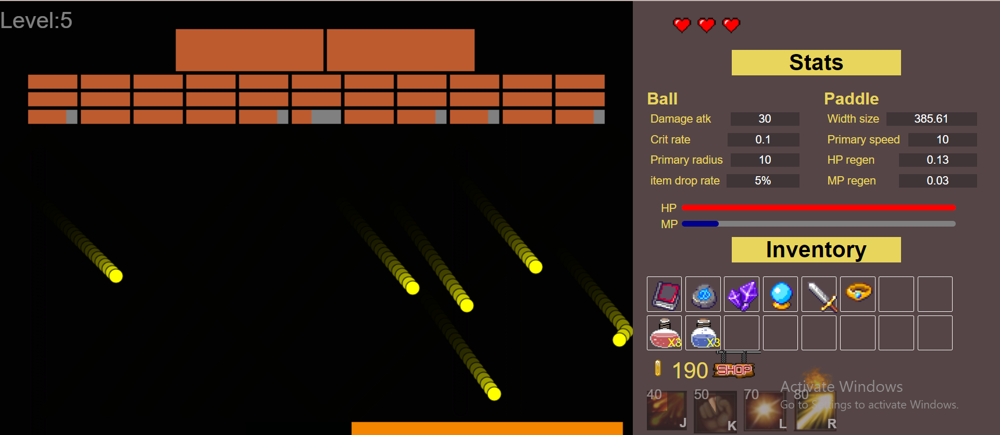 Level:5
Stats
Ball
Paddle
Damage atk 30
Width size 385.61
Crit rate 0.1
Primary speed 10
Primary radius 10
HP regen 0.13
item drop rate 5%
MP regen 0.03
HP
MP
Inventory
X3
X3
190
SHOP
40
50
70
80
J
K
L
R
Activate Windows
Go to Settings to activate Windows.